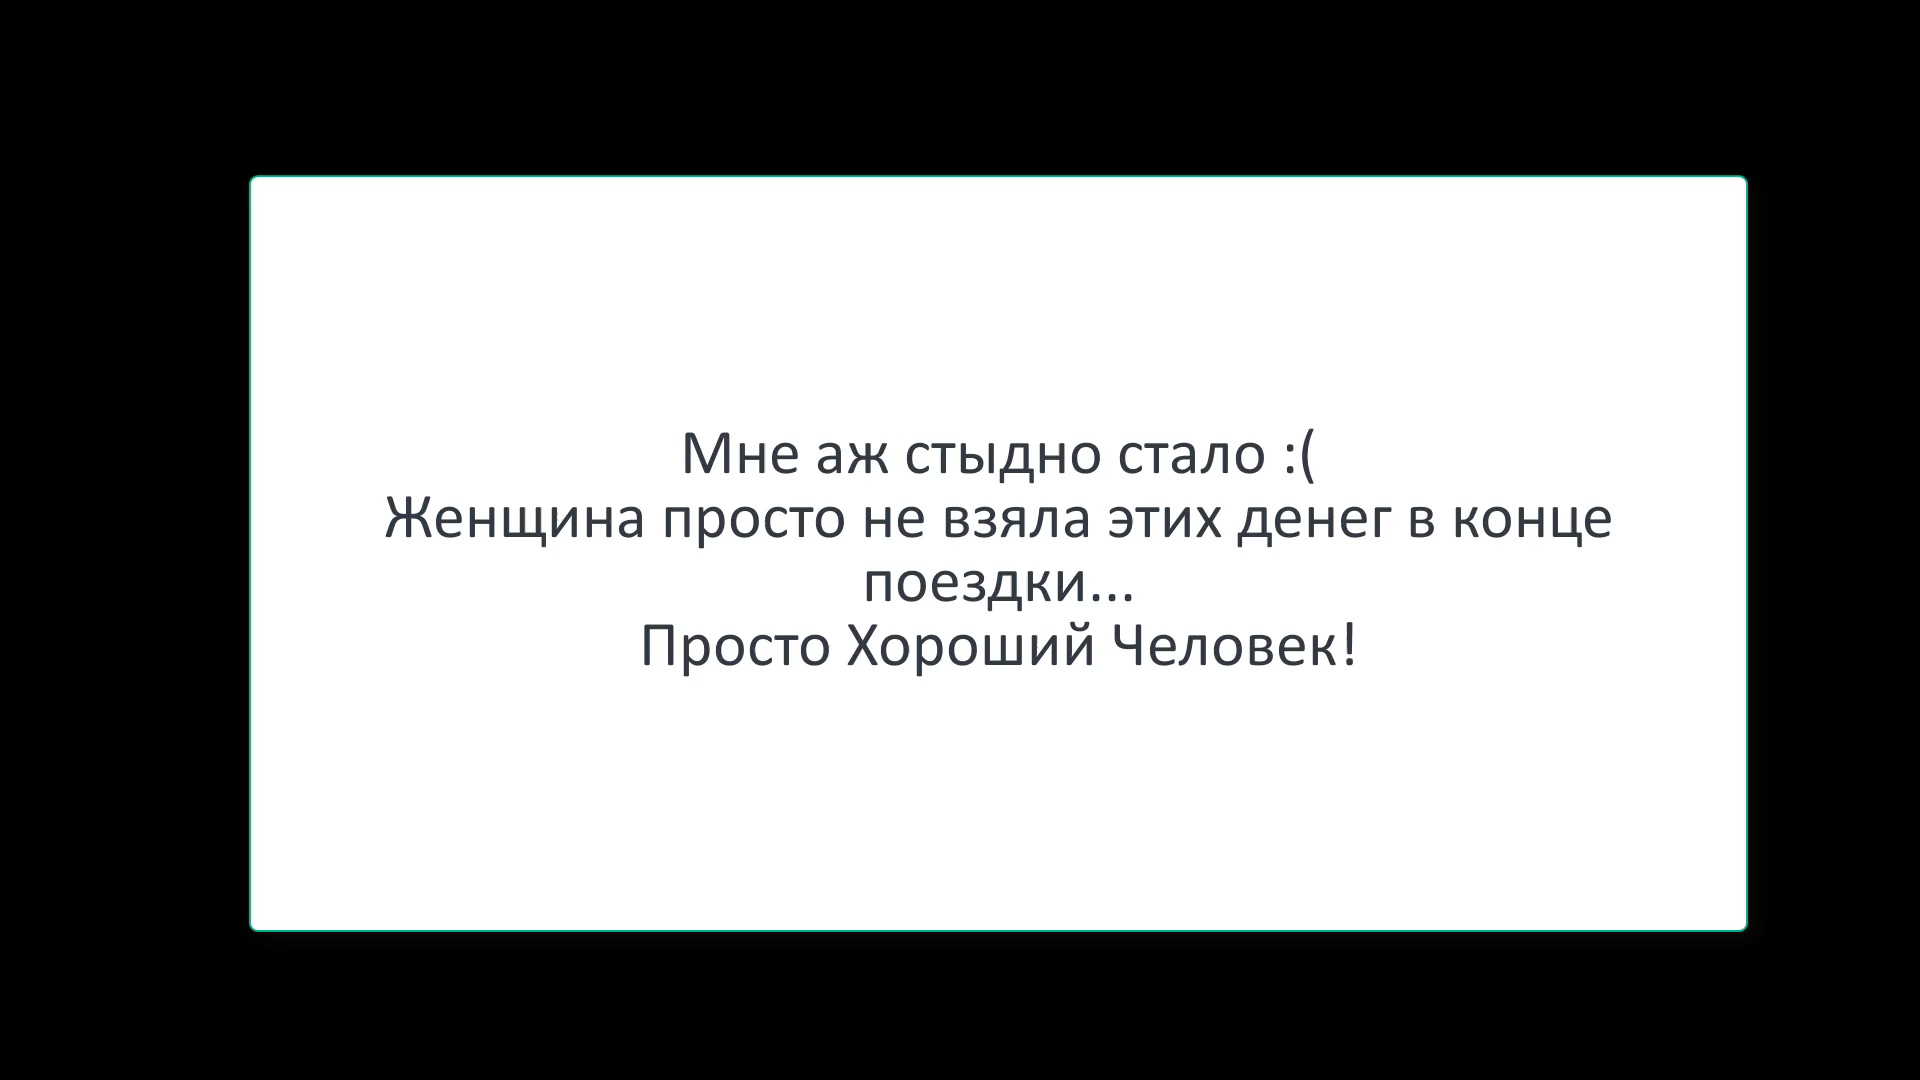 Мне аж стыдно стало :(
Женщина просто не взяла этих денег в конце
поездки...
Просто Хороший Человек!